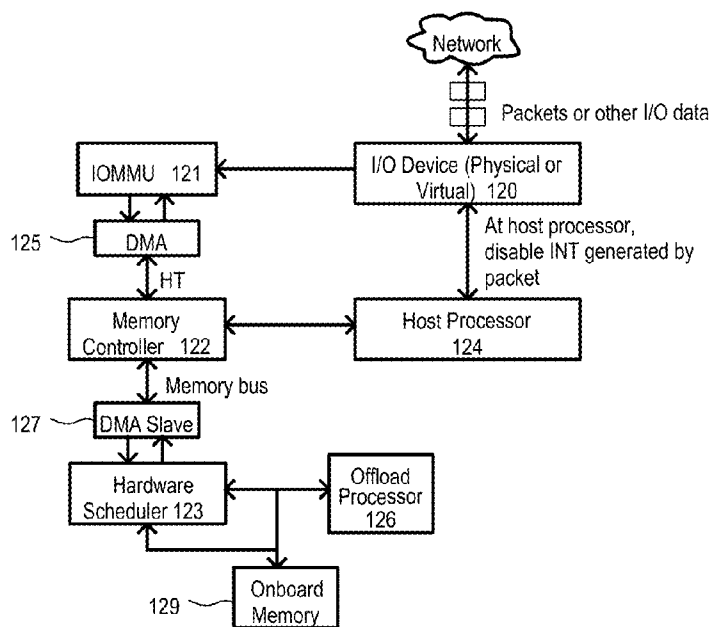 Network
Packets or other I/O data
IOMMU 121
I/O Device (Physical or
Virtual) 120
125
DMA
At host processor,
disable INT generated by
packet
HT
Memory
Controller 122
Host Processor
124
Memory bus
127
DMA Slave
Hardware
Scheduler 123
Offload
Processor
126
129
Onboard
Memory